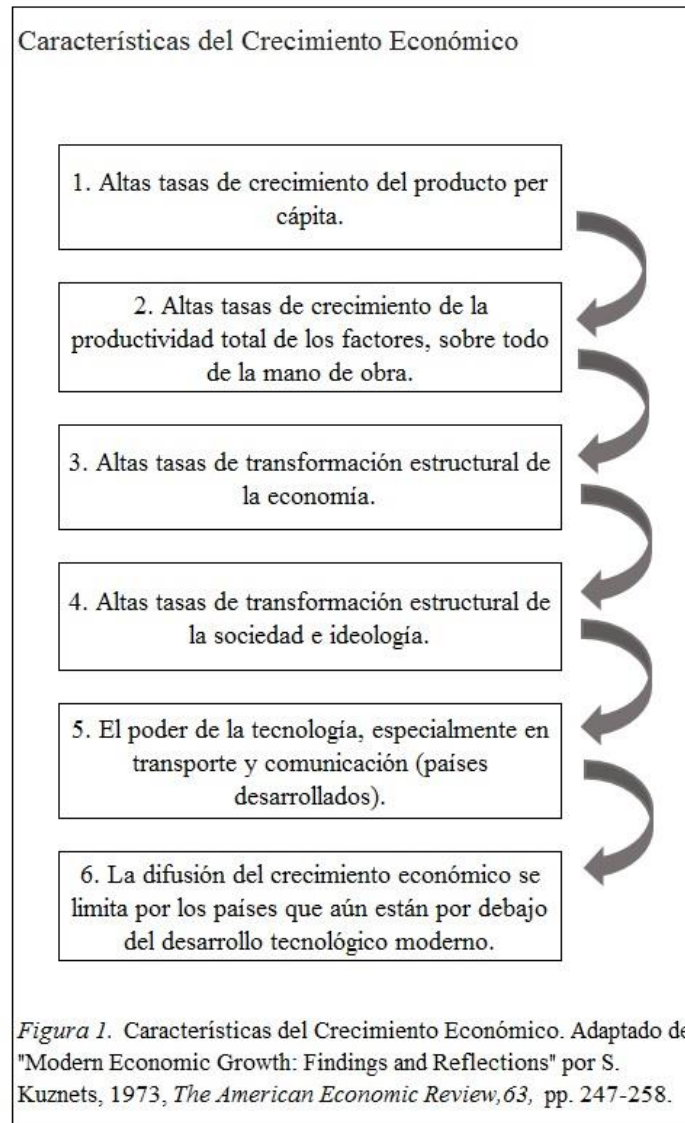 Características del Crecimiento Económico
1. Altas tasas de crecimiento del producto per
cápita.
2. Altas tasas de crecimiento de la
productividad total de los factores, sobre todo
de la mano de obra.
3. Altas tasas de transformación estructural de
la economía.
4. Altas tasas de transformación estructural de
la sociedad e ideología.
5. El poder de la tecnología, especialmente en
transporte y comunicación (países
desarrollados).
6. La difusión del crecimiento económico se
limita por los países que aún están por debajo
del desarrollo tecnológico moderno.
Figura 1. Características del Crecimiento Económico. Adaptado de
"Modern Economic Growth: Findings and Reflections" por S.
Kuznets, 1973, The American Economic Review,63, pp. 247-258.